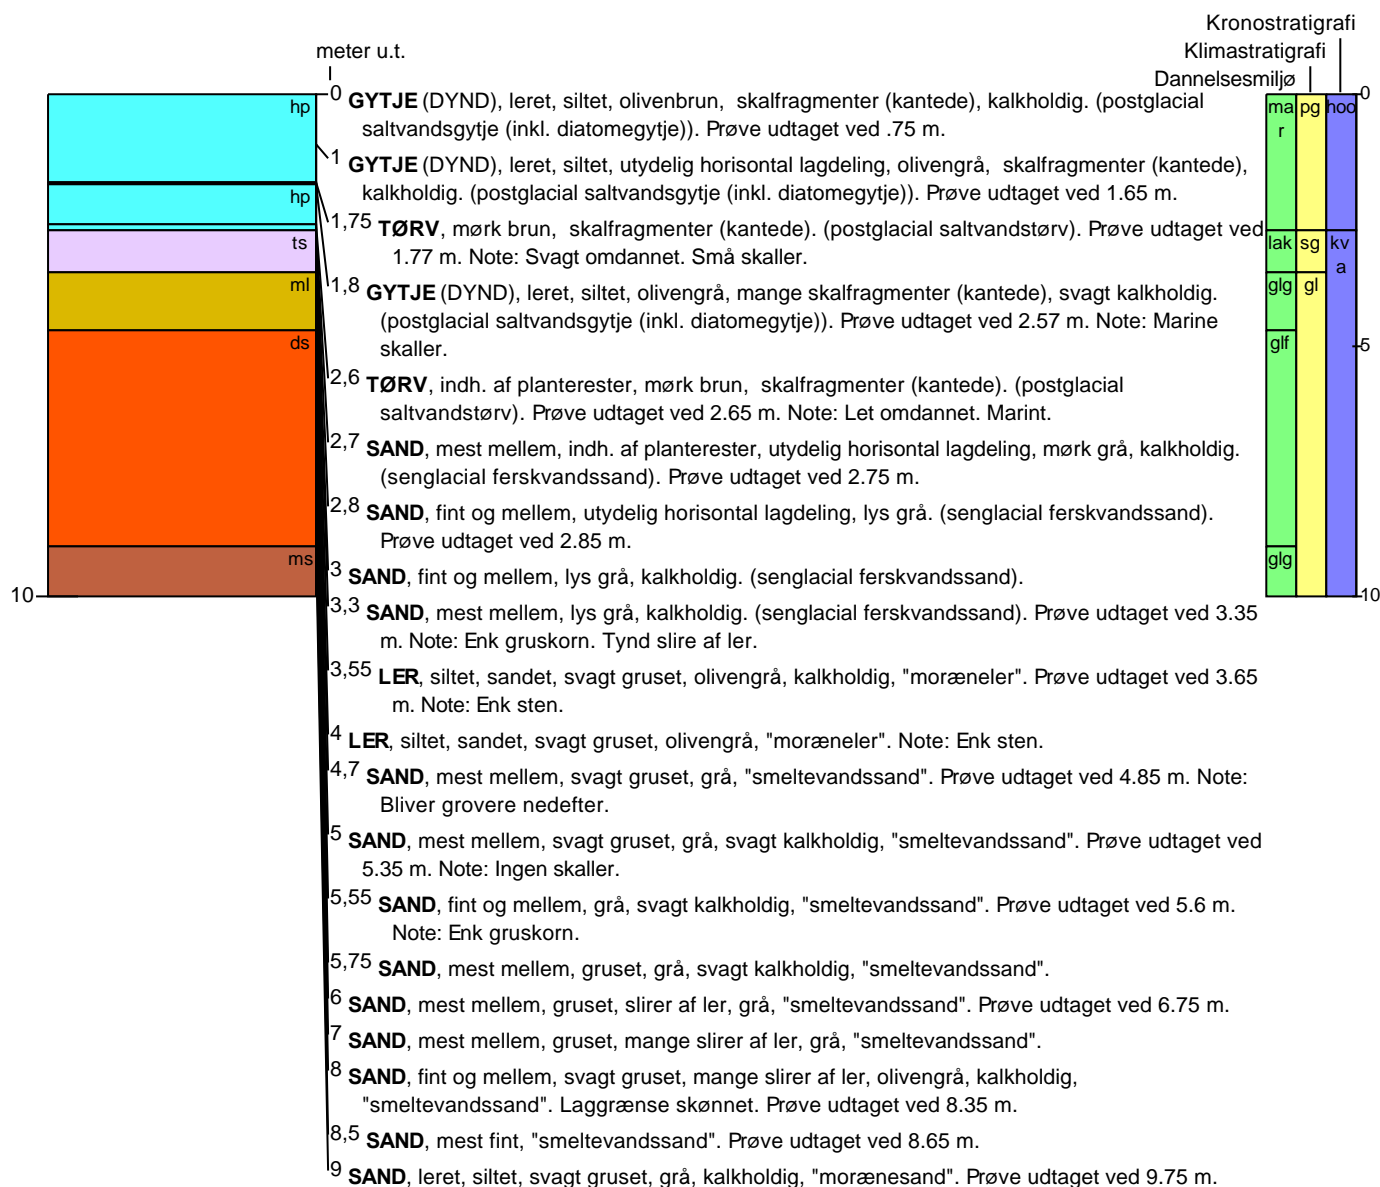 Kronostratigrafi
meter u.t.
Klimastratigrafi
Dannelsesmiljø
0 GYTJE (DYND), leret, siltet, olivenbrun, skalfragmenter (kantede), kalkholdig. (postglacial
saltvandsgytje (inkl. diatomegytje)). Prøve udtaget ved .75 m.
1 GYTJE (DYND), leret, siltet, utydelig horisontal lagdeling, olivengrå, skalfragmenter (kantede),
kalkholdig. (postglacial saltvandsgytje (inkl. diatomegytje)). Prøve udtaget ved 1.65 m.
1,75 TØRV, mørk brun, skalfragmenter (kantede). (postglacial saltvandstørv). Prøve udtaget ved
1.77 m. Note: Svagt omdannet. Små skaller.
1,8 GYTJE (DYND), leret, siltet, olivengrå, mange skalfragmenter (kantede), svagt kalkholdig.
(postglacial saltvandsgytje (inkl. diatomegytje)). Prøve udtaget ved 2.57 m. Note: Marine
skaller.
2,6 TØRV, indh. af planterester, mørk brun, skalfragmenter (kantede). (postglacial
saltvandstørv). Prøve udtaget ved 2.65 m. Note: Let omdannet. Marint.
2,7 SAND, mest mellem, indh. af planterester, utydelig horisontal lagdeling, mørk grå, kalkholdig.
(senglacial ferskvandssand). Prøve udtaget ved 2.75 m.
2,8 SAND, fint og mellem, utydelig horisontal lagdeling, lys grå. (senglacial ferskvandssand).
Prøve udtaget ved 2.85 m.
3 SAND, fint og mellem, lys grå, kalkholdig. (senglacial ferskvandssand).
3,3 SAND, mest mellem, lys grå, kalkholdig. (senglacial ferskvandssand). Prøve udtaget ved 3.35
m. Note: Enk gruskorn. Tynd slire af ler.
3,55 LER, siltet, sandet, svagt gruset, olivengrå, kalkholdig, "moræneler". Prøve udtaget ved 3.65
m. Note: Enk sten.
4 LER, siltet, sandet, svagt gruset, olivengrå, "moræneler". Note: Enk sten.
4,7 SAND, mest mellem, svagt gruset, grå, "smeltevandssand". Prøve udtaget ved 4.85 m. Note:
Bliver grovere nedefter.
5 SAND, mest mellem, svagt gruset, grå, svagt kalkholdig, "smeltevandssand". Prøve udtaget ved
5.35 m. Note: Ingen skaller.
5,55 SAND, fint og mellem, grå, svagt kalkholdig, "smeltevandssand". Prøve udtaget ved 5.6 m.
Note: Enk gruskorn.
5,75 SAND, mest mellem, gruset, grå, svagt kalkholdig, "smeltevandssand".
6 SAND, mest mellem, gruset, slirer af ler, grå, "smeltevandssand". Prøve udtaget ved 6.75 m.
7 SAND, mest mellem, gruset, mange slirer af ler, grå, "smeltevandssand".
8 SAND, fint og mellem, svagt gruset, mange slirer af ler, olivengrå, kalkholdig,
"smeltevandssand". Laggrænse skønnet. Prøve udtaget ved 8.35 m.
8,5 SAND, mest fint, "smeltevandssand". Prøve udtaget ved 8.65 m.
9 SAND, leret, siltet, svagt gruset, grå, kalkholdig, "morænesand". Prøve udtaget ved 9.75 m.
hp
hp
ts
ml
ds
ms
10
ma
r
pg
hoo
0
lak
sg
kv
a
glg
gl
glf
5
glg
10